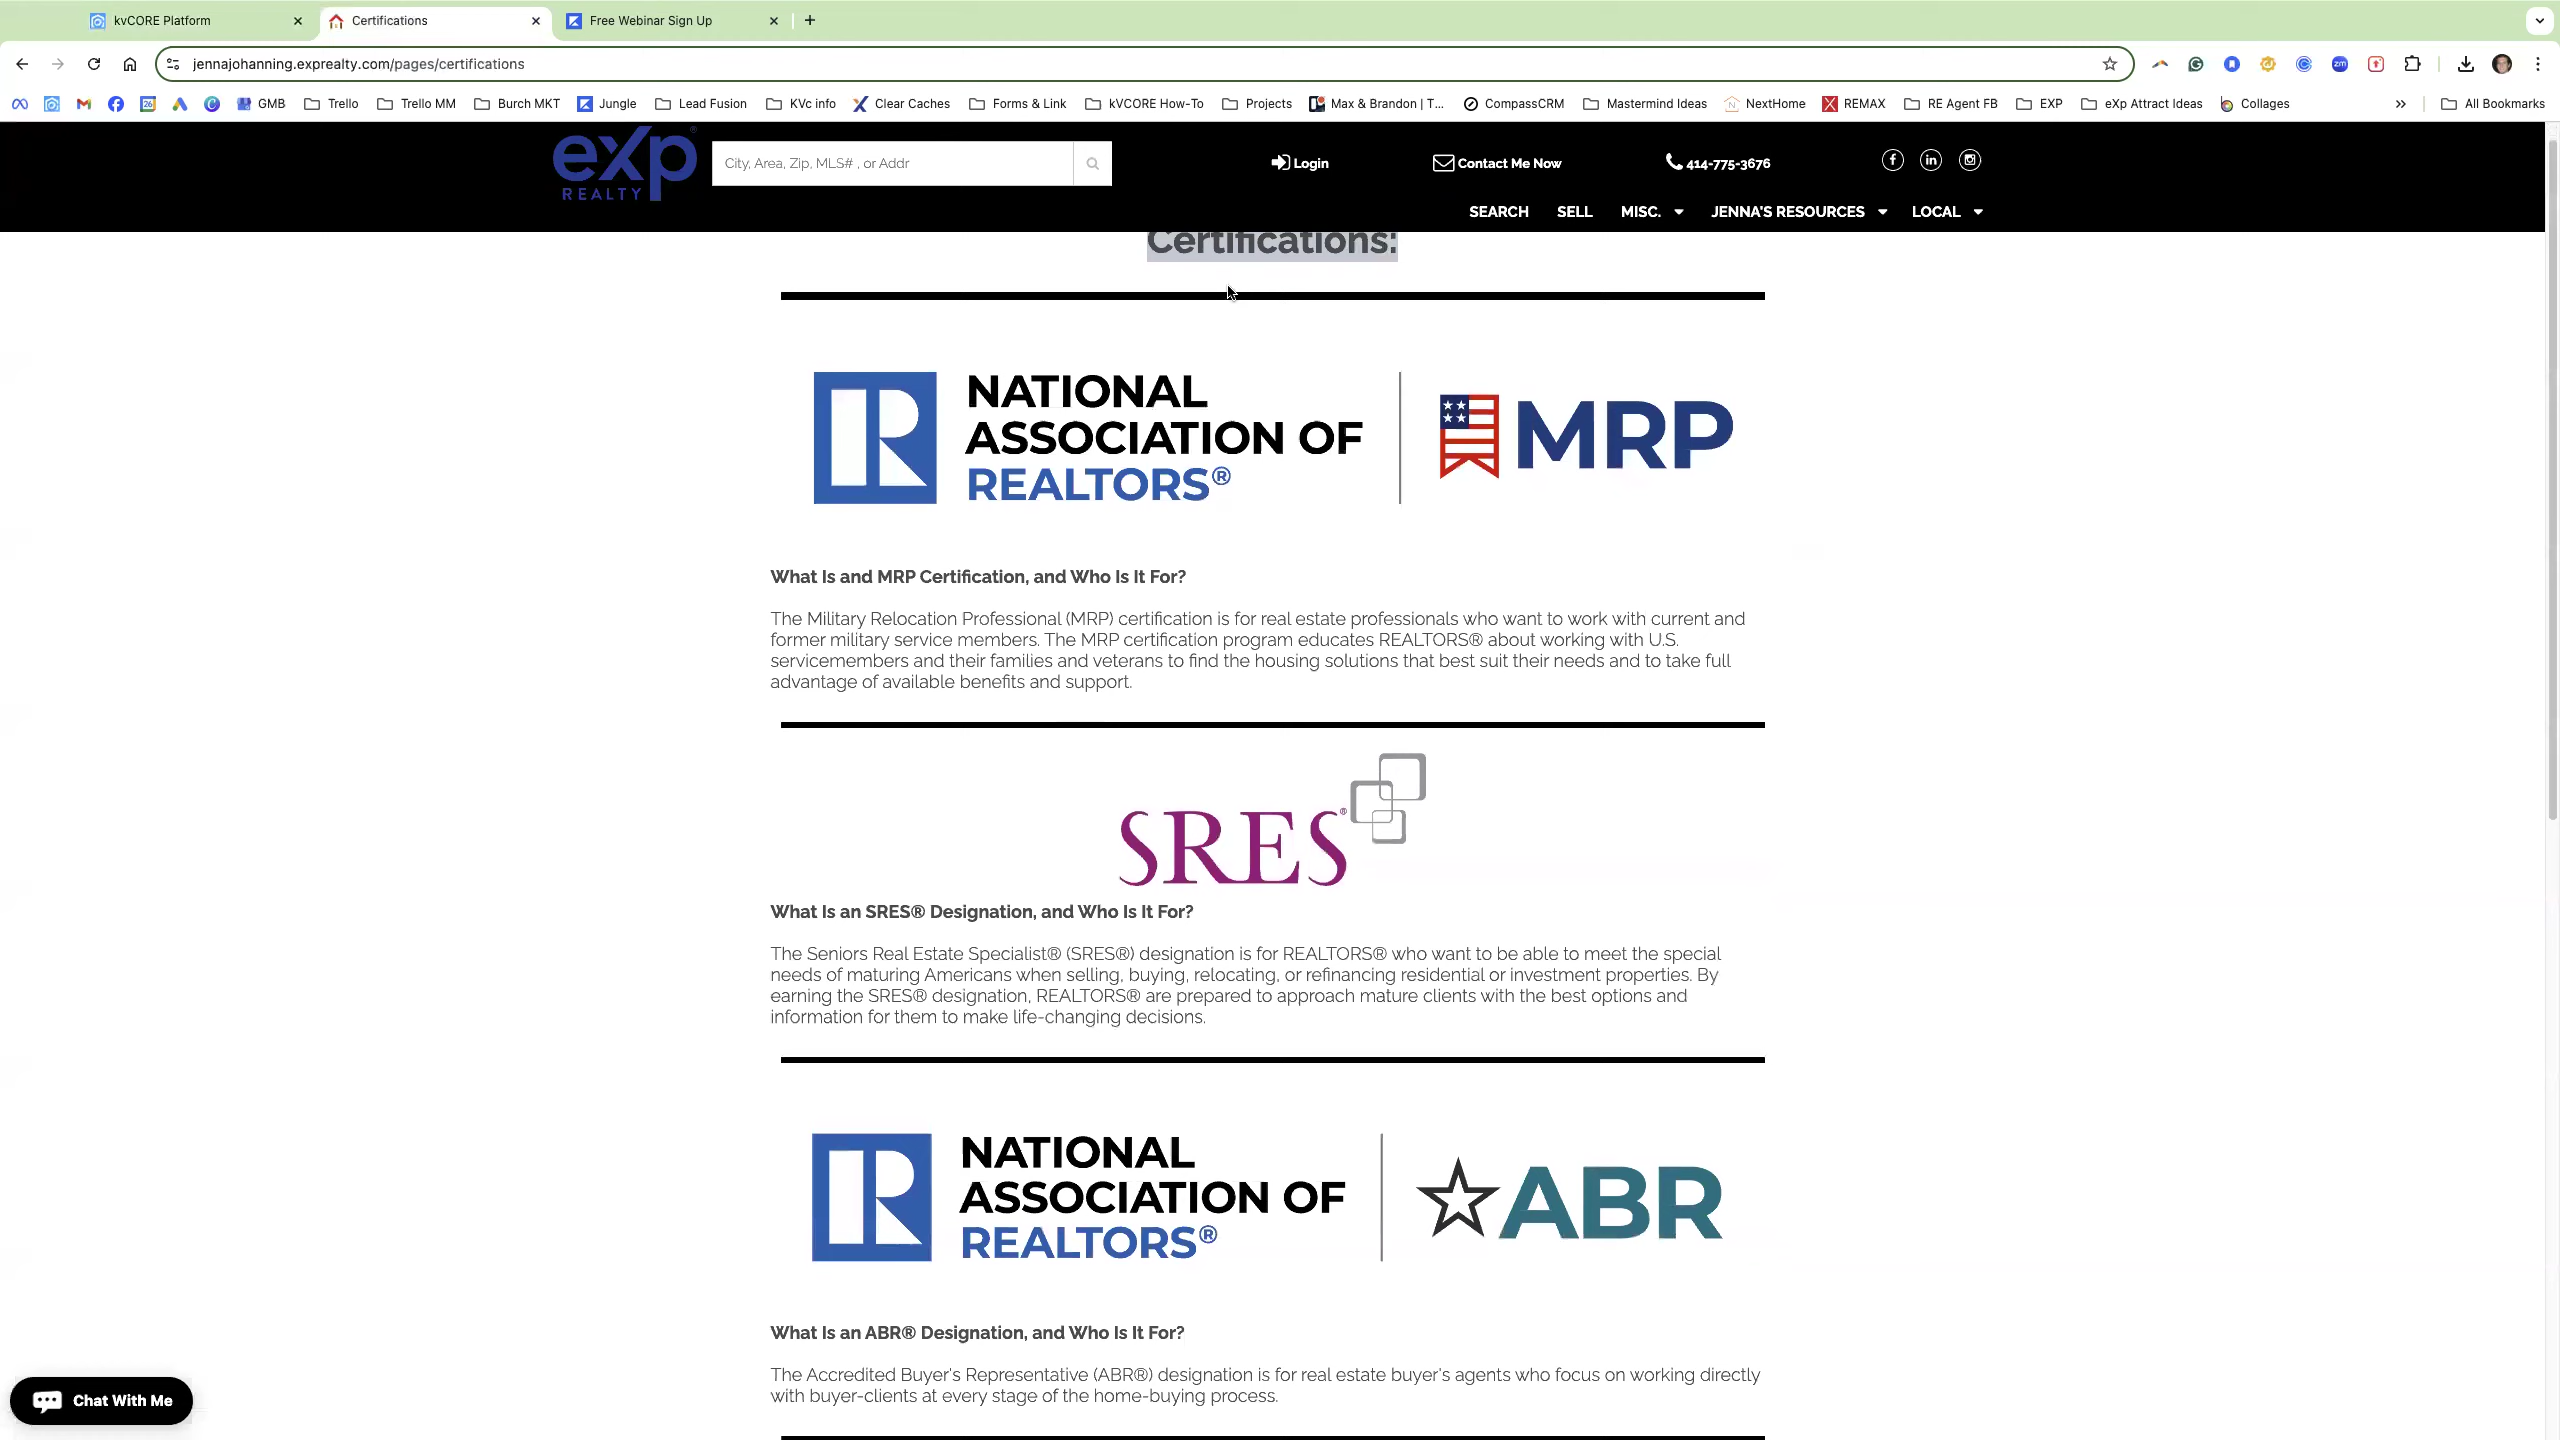 kvCORE Platform
Certifications
Free Webinar Sign Up
jennajohanning.exprealty.com/pages/certifications
26
zm
GMB
Trello
Trello MM
Burch MKT
Jungle
Lead Fusion
KVc info
Clear Caches
Forms & Link
kVCORE How-To
Projects
Max & Brandon | T...
CompassCRM
Mastermind Ideas
NextHome
REMAX
RE Agent FB
EXP
eXp Attract Ideas
Collages
All Bookmarks
eXp®
REALTY
City, Area, Zip, MLS# , or Addr
Login
Contact Me Now
414-775-3676
SEARCH
SELL
MISC.
JENNA'S RESOURCES
LOCAL
Certifications:
NATIONAL
ASSOCIATION OF
REALTORS®
MRP
What Is and MRP Certification, and Who Is It For?
The Military Relocation Professional (MRP) certification is for real estate professionals who want to work with current and
former military service members. The MRP certification program educates REALTORS® about working with U.S.
servicemembers and their families and veterans to find the housing solutions that best suit their needs and to take full
advantage of available benefits and support.
SRES®
What Is an SRES® Designation, and Who Is It For?
The Seniors Real Estate Specialist® (SRES®) designation is for REALTORS® who want to be able to meet the special
needs of maturing Americans when selling, buying, relocating, or refinancing residential or investment properties. By
earning the SRES® designation, REALTORS® are prepared to approach mature clients with the best options and
information for them to make life-changing decisions.
NATIONAL
ASSOCIATION OF
REALTORS®
ABR
What Is an ABR® Designation, and Who Is It For?
The Accredited Buyer's Representative (ABR®) designation is for real estate buyer's agents who focus on working directly
with buyer-clients at every stage of the home-buying process.
Chat With Me